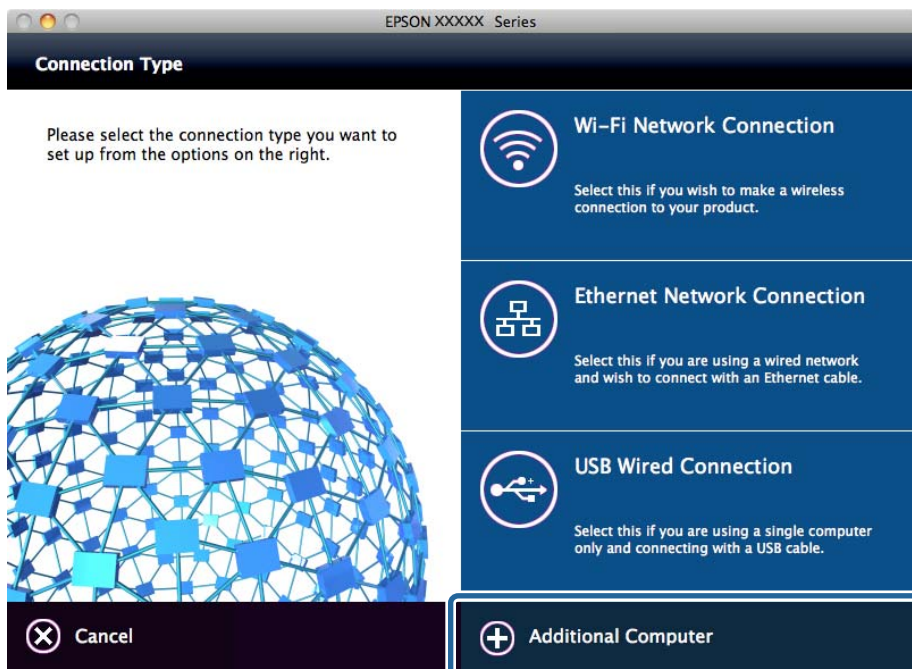 EPSON XXXXX Series
Connection Type
Please select the connection type you want to
set up from the options on the right.
Wi-Fi Network Connection
Select this if you wish to make a wireless
connection to your product.
Ethernet Network Connection
Select this if you are using a wired network
and wish to connect with an Ethernet cable.
USB Wired Connection
Select this if you are using a single computer
only and connecting with a USB cable.
Cancel
Additional Computer